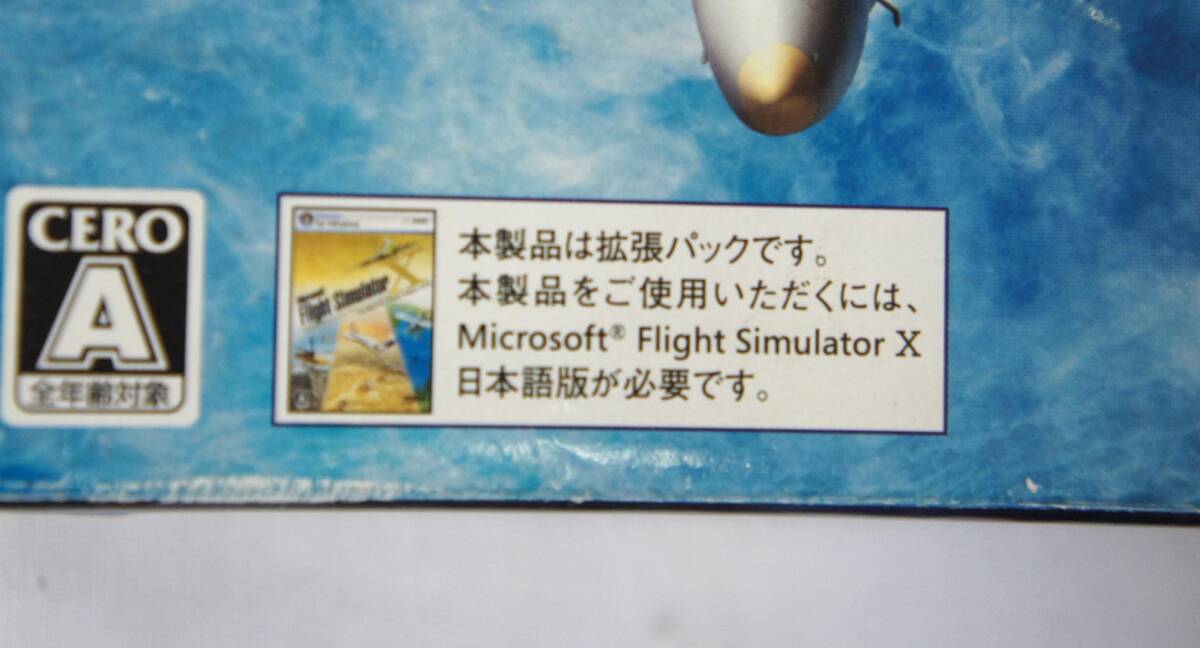 CERO
A
全年齢対象
Flight Simulator X
本製品は拡張パックです。
本製品をご使用いただくには、
Microsoft® Flight Simulator X
日本語版が必要です。